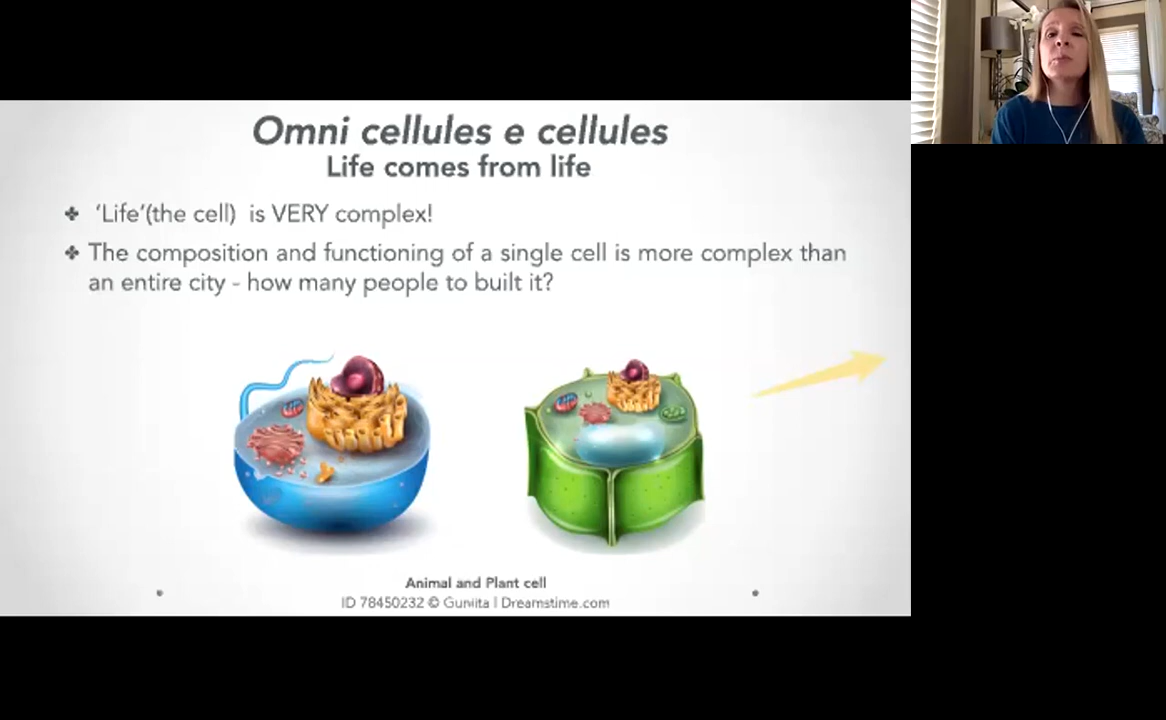 Omni cellules e cellules
Life comes from life
‘Life’(the cell) is VERY complex!
The composition and functioning of a single cell is more complex than
an entire city - how many people to built it?
Animal and Plant cell
ID 78450232 © Guniita | Dreamstime.com